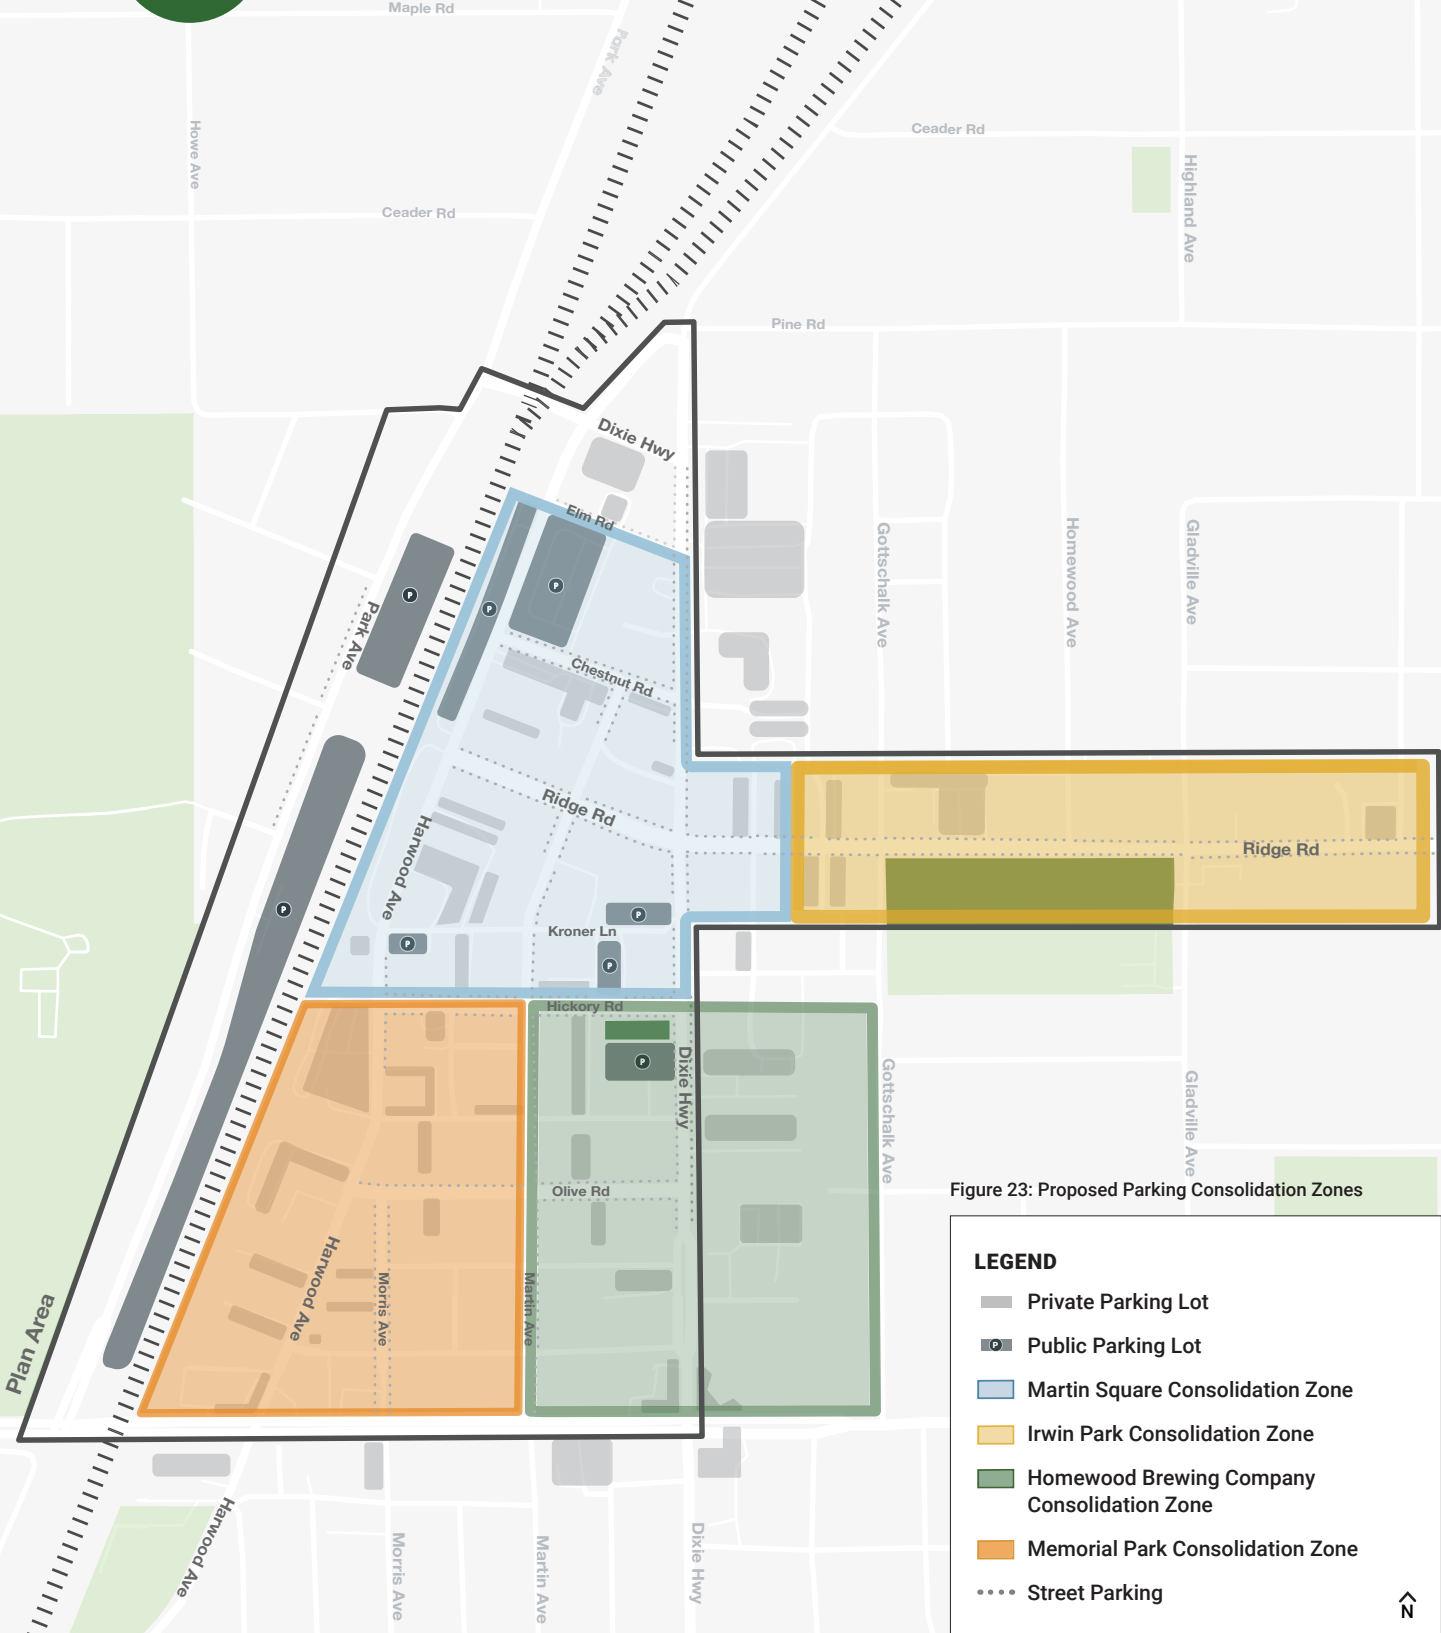 Maple Rd
Park Ave
Howe Ave
Ceader Rd
Highland Ave
Ceader Rd
Pine Rd
Dixie Hwy
Elm Rd
P
P
P
Park Ave
Gottschalk Ave
Homewood Ave
Gladville Ave
Chestnut Rd
Ridge Rd
Harwood Ave
Ridge Rd
P
P
P
Kroner Ln
P
P
Hickory Rd
P
Dixie Hwy
Gottschalk Ave
Gladville Ave
Olive Rd
Harwood Ave
Morris Ave
Martin Ave
Plan Area
Harwood Ave
Morris Ave
Martin Ave
Dixie Hwy
Figure 23: Proposed Parking Consolidation Zones
LEGEND
Private Parking Lot
P Public Parking Lot
Martin Square Consolidation Zone
Irwin Park Consolidation Zone
Homewood Brewing Company
Consolidation Zone
Memorial Park Consolidation Zone
Street Parking
N